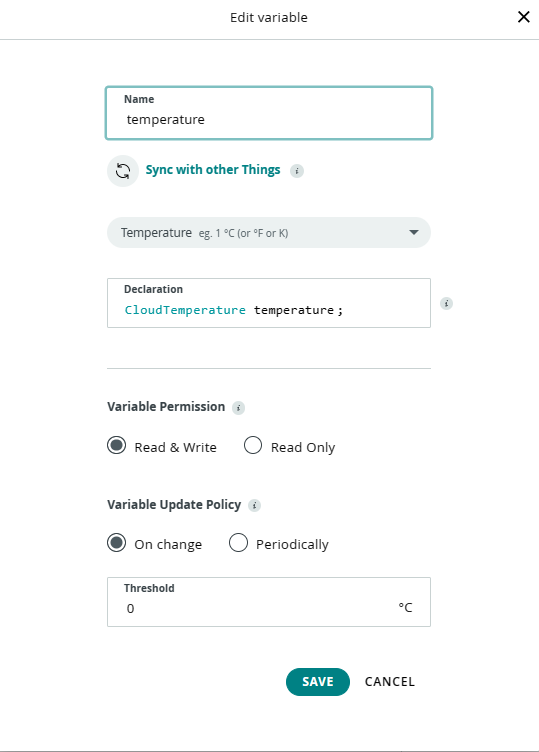 Edit variable
Name
temperature
Sync with other Things i
Temperature eg. 1 °C (or °F or K)
Declaration
CloudTemperature temperature;
i
Variable Permission i
Read & Write Read Only
Variable Update Policy i
On change Periodically
Threshold
0 °C
SAVE CANCEL